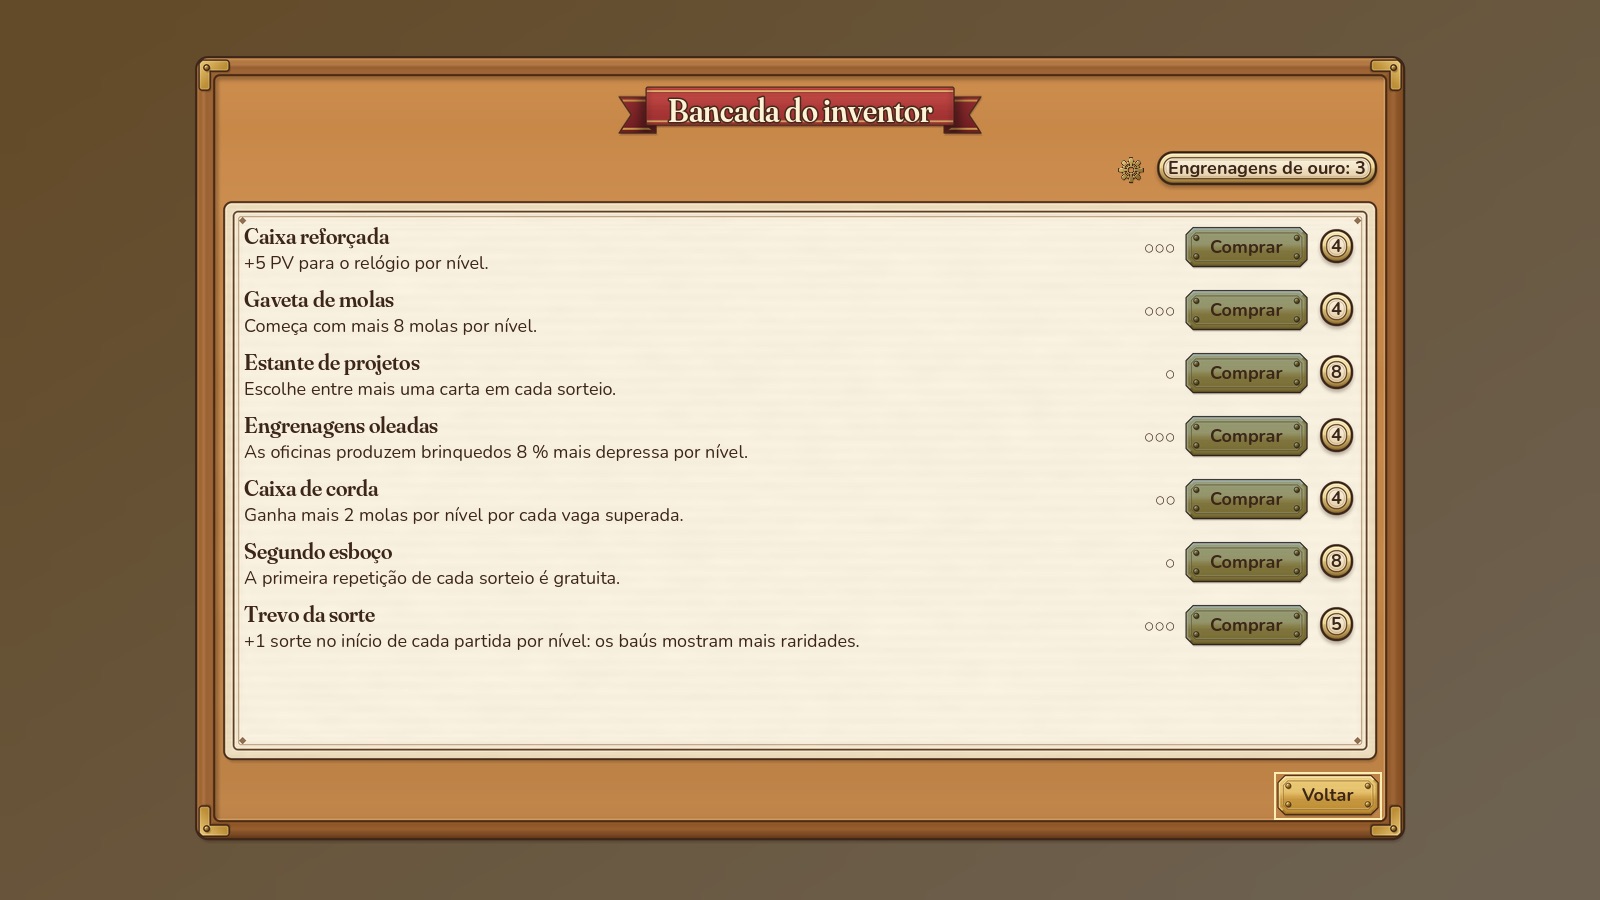 Bancada do inventor
Engrenagens de ouro: 3
Caixa reforçada
+5 PV para o relógio por nível.
Comprar 4
Gaveta de molas
Começa com mais 8 molas por nível.
Comprar 4
Estante de projetos
Escolhe entre mais uma carta em cada sorteio.
Comprar 8
Engrenagens oleadas
As oficinas produzem brinquedos 8 % mais depressa por nível.
Comprar 4
Caixa de corda
Ganha mais 2 molas por nível por cada vaga superada.
Comprar 4
Segundo esboço
A primeira repetição de cada sorteio é gratuita.
Comprar 8
Trevo da sorte
+1 sorte no início de cada partida por nível: os baús mostram mais raridades.
Comprar 5
Voltar